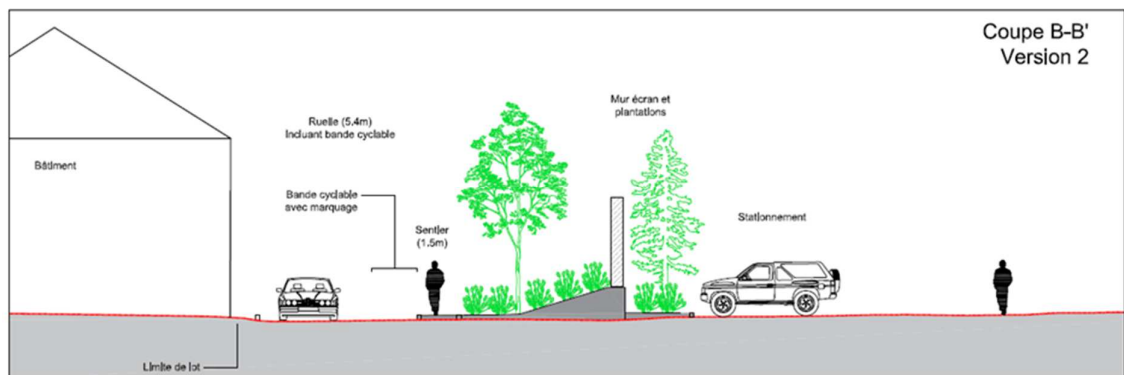 Coupe B-B'
Version 2
Mur écran et
plantations
Ruelle (5,4m)
Incluant bande cyclable
Bâtiment
Bande cyclable
avec marquage
Sentier
(1.5m)
Stationnement
Limite de lot